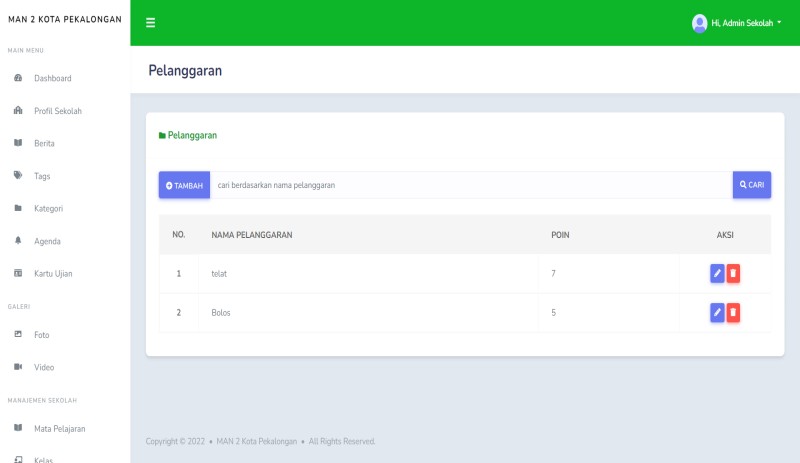 MAN 2 KOTA PEKALONGAN
Hi, Admin Sekolah
MAIN MENU
Dashboard
Profil Sekolah
Berita
Tags
Kategori
Agenda
Kartu Ujian
GALERI
Foto
Video
MANAJEMEN SEKOLAH
Mata Pelajaran
Kelas
Pelanggaran
Pelanggaran
TAMBAH cari berdasarkan nama pelanggaran CARI
NO. NAMA PELANGGARAN POIN AKSI
1 telat 7
2 Bolos 5
Copyright © 2022 • MAN 2 Kota Pekalongan • All Rights Reserved.